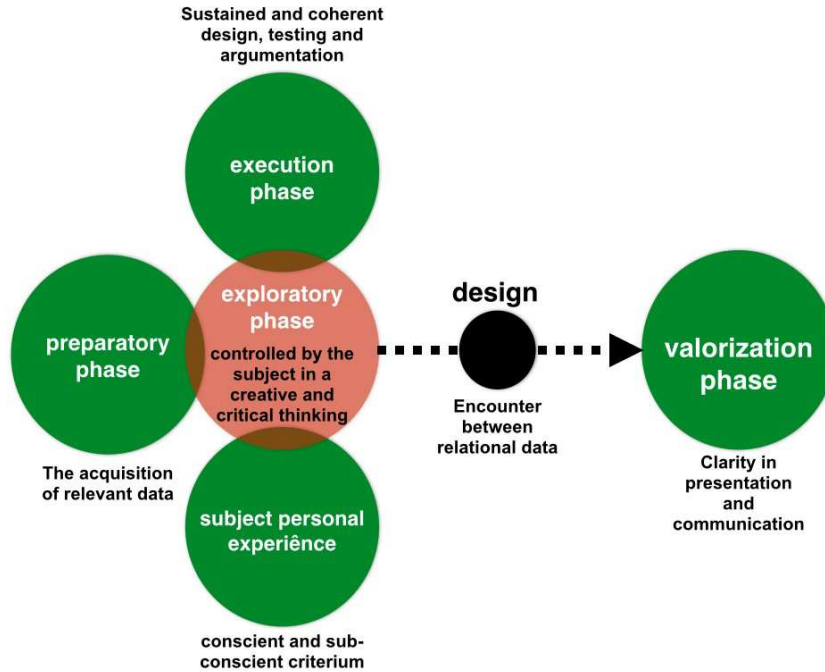 Sustained and coherent
design, testing and
argumentation
execution
phase
exploratory
phase
controlled by the
subject in a
creative and
critical thinking
preparatory
phase
The acquisition
of relevant data
subject personal
experiênce
conscient and sub-
conscient criterium
design
Encounter
between
relational data
valorization
phase
Clarity in
presentation
and
communication